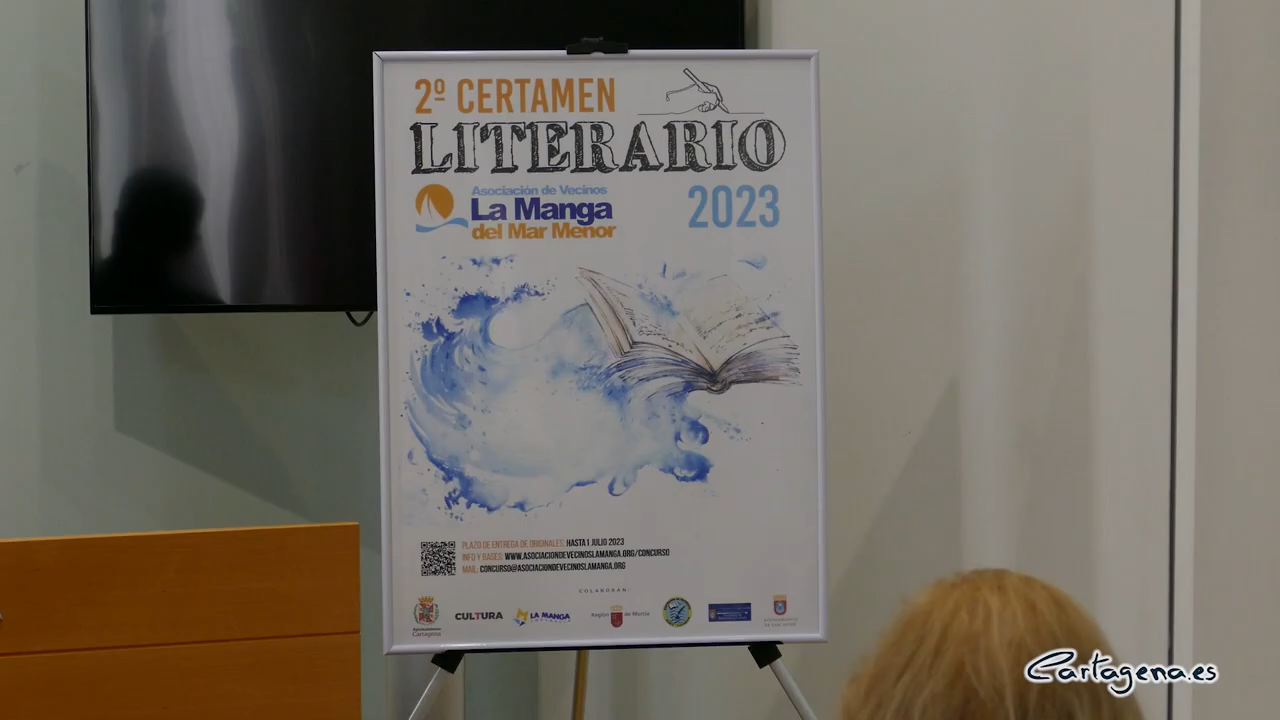 2º CERTAMEN
LITERARIO
Asociación de Vecinos
La Manga
del Mar Menor
2023
PLAZO DE ENTREGA DE ORIGINALES: HASTA 1 JULIO 2023
INFO Y BASES: WWW.ASOCIACIONDEVECINOSLAMANGA.ORG/CONCURSO
MAIL: CONCURSO@ASOCIACIONDEVECINOSLAMANGA.ORG
COLABORAN:
Ayuntamiento
Cartagena
CULTURA
LA MANGA
Región de Murcia
Cartagena.es